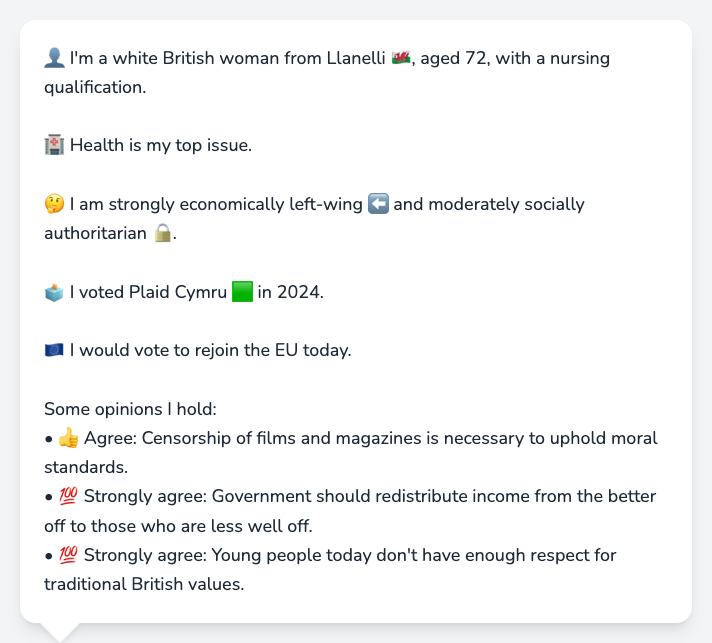 👤 I'm a white British woman from Llanelli 🏴󠁧󠁢󠁷󠁬󠁳󠁿, aged 72, with a nursing
qualification.
🏥 Health is my top issue.
🤔 I am strongly economically left-wing ⬅️ and moderately socially
authoritarian 🔒.
🗳️ I voted Plaid Cymru 🟩 in 2024.
🇪🇺 I would vote to rejoin the EU today.
Some opinions I hold:
• 👍 Agree: Censorship of films and magazines is necessary to uphold moral
standards.
• 💯 Strongly agree: Government should redistribute income from the better
off to those who are less well off.
• 💯 Strongly agree: Young people today don't have enough respect for
traditional British values.